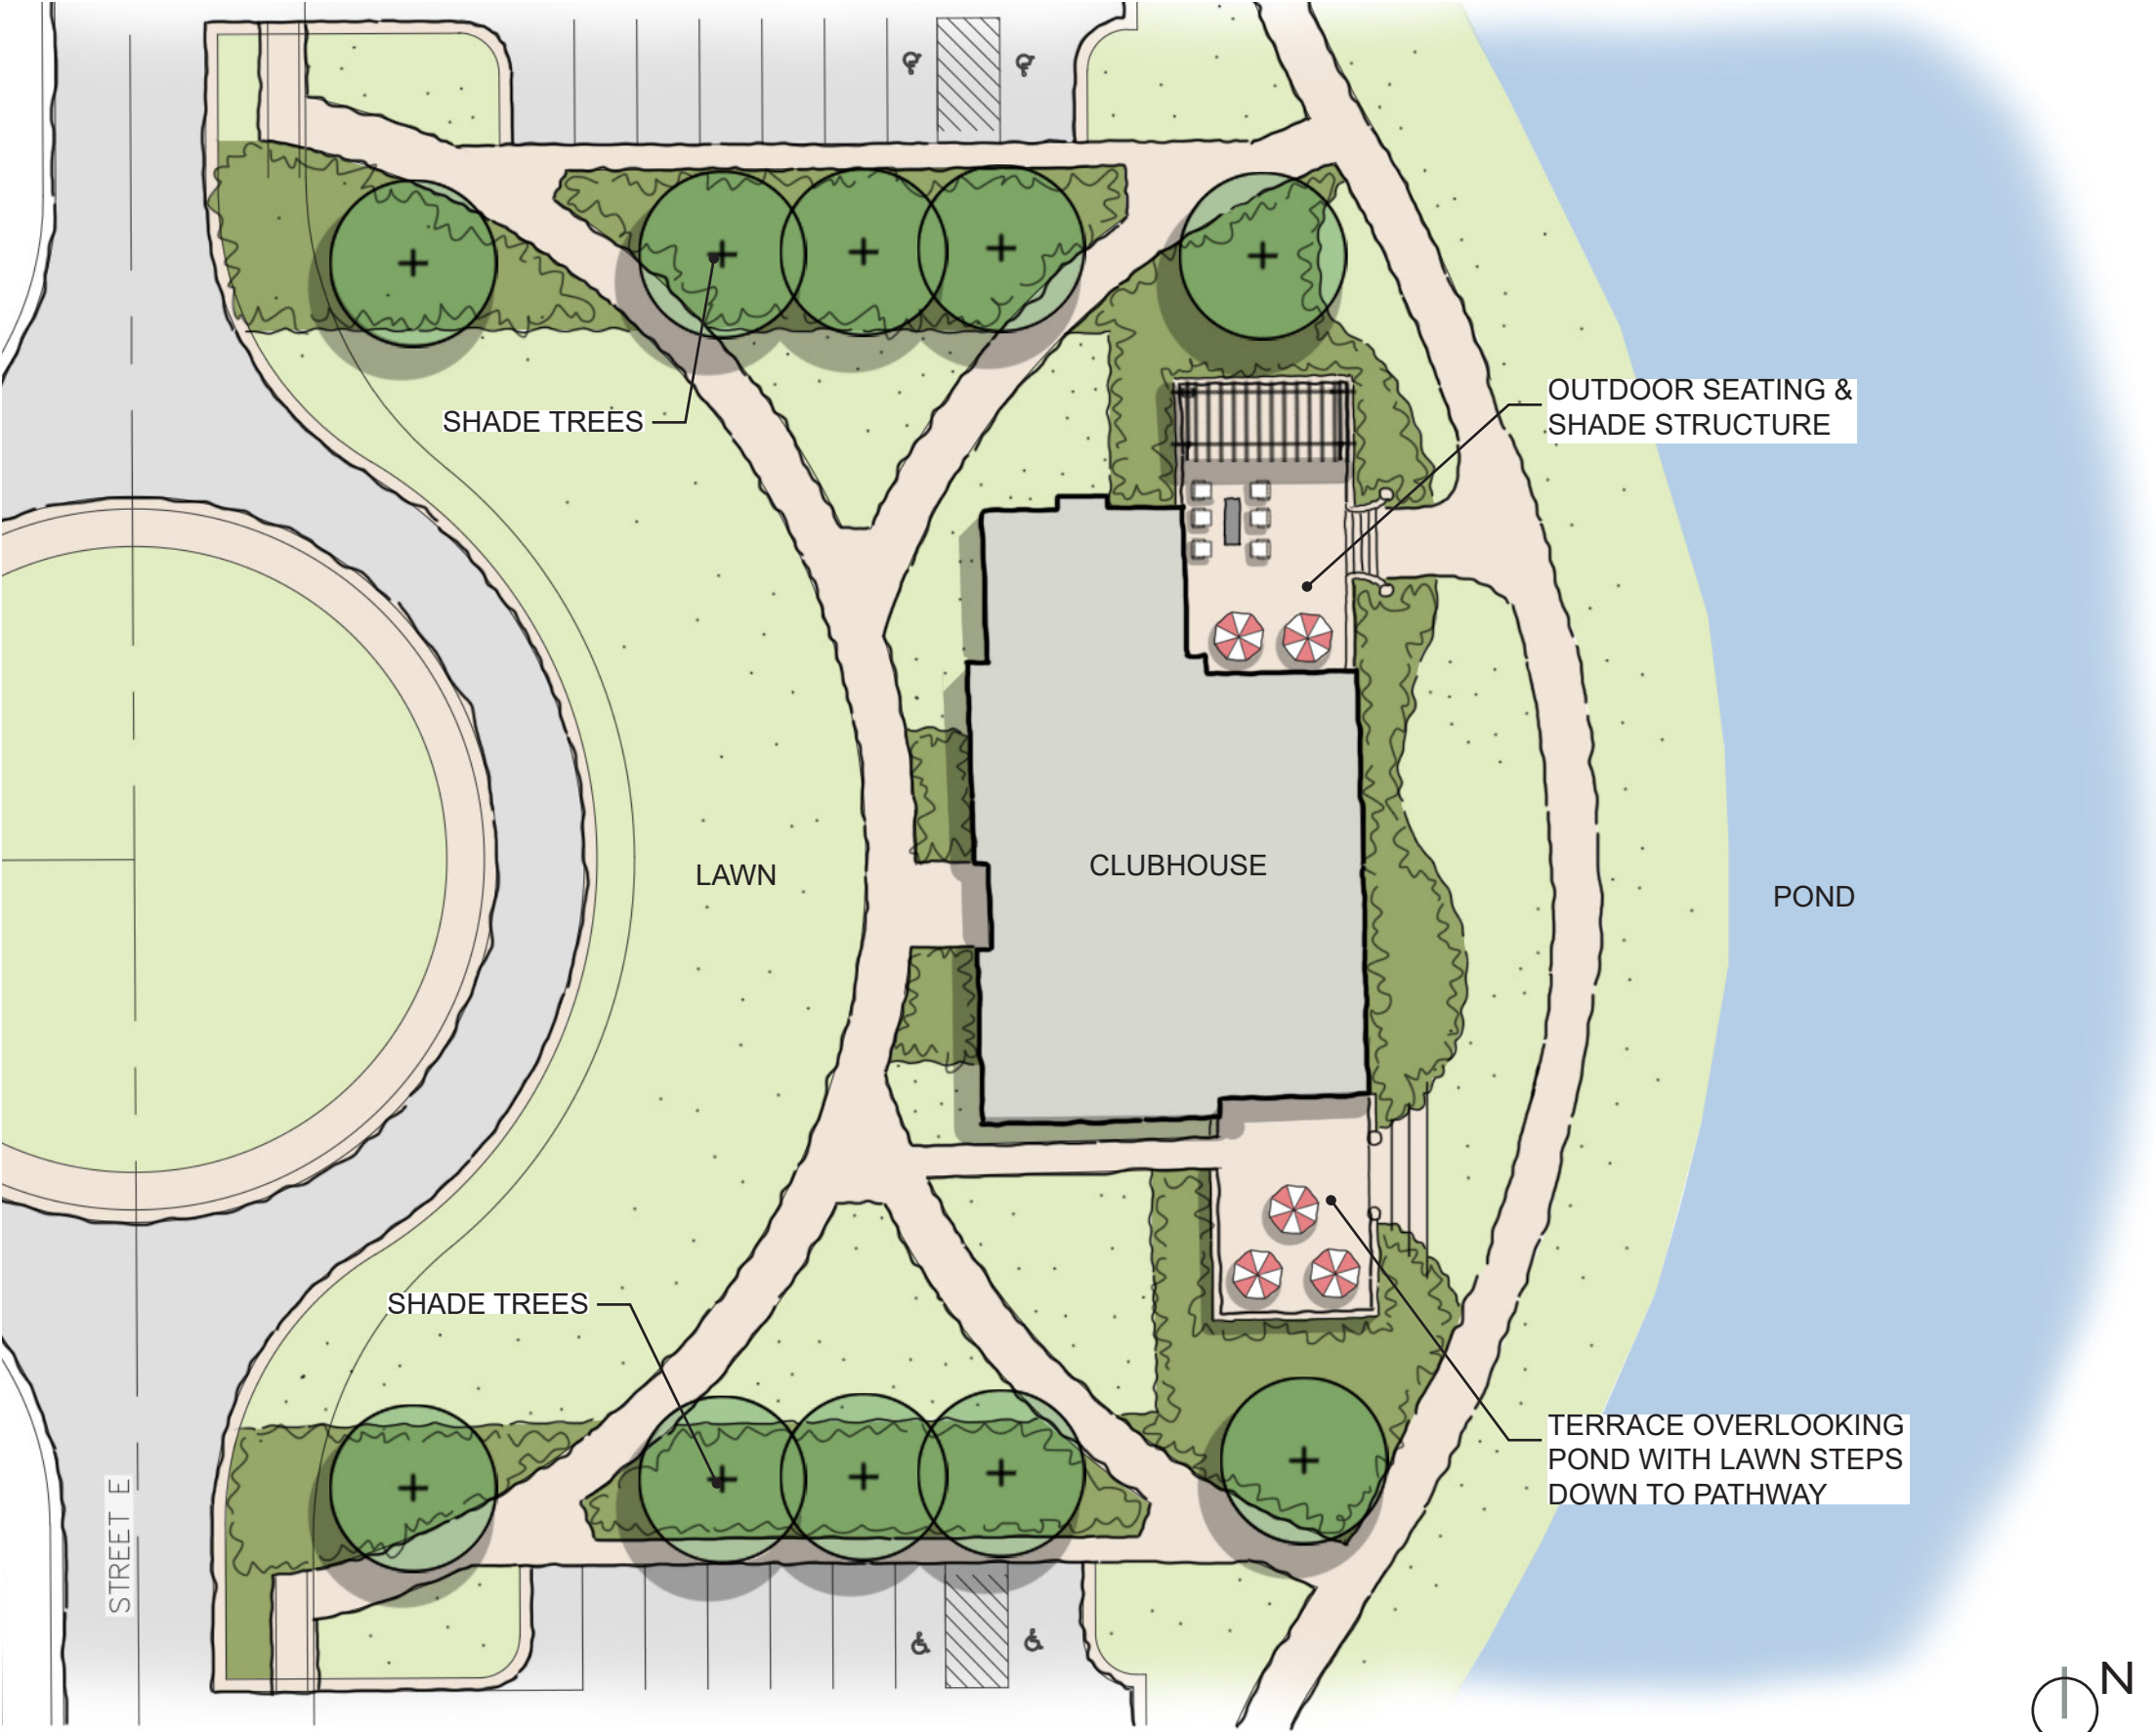 SHADE TREES
OUTDOOR SEATING &
SHADE STRUCTURE
LAWN
CLUBHOUSE
POND
SHADE TREES
TERRACE OVERLOOKING
POND WITH LAWN STEPS
DOWN TO PATHWAY
STREET E
N